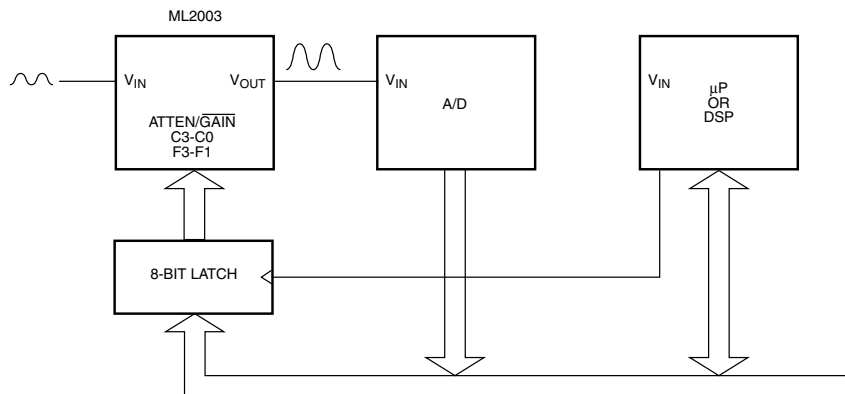 ML2003
VIN
VOUT
ATTEN/GAIN
C3-C0
F3-F1
VIN
A/D
VIN
µP
OR
DSP
8-BIT LATCH